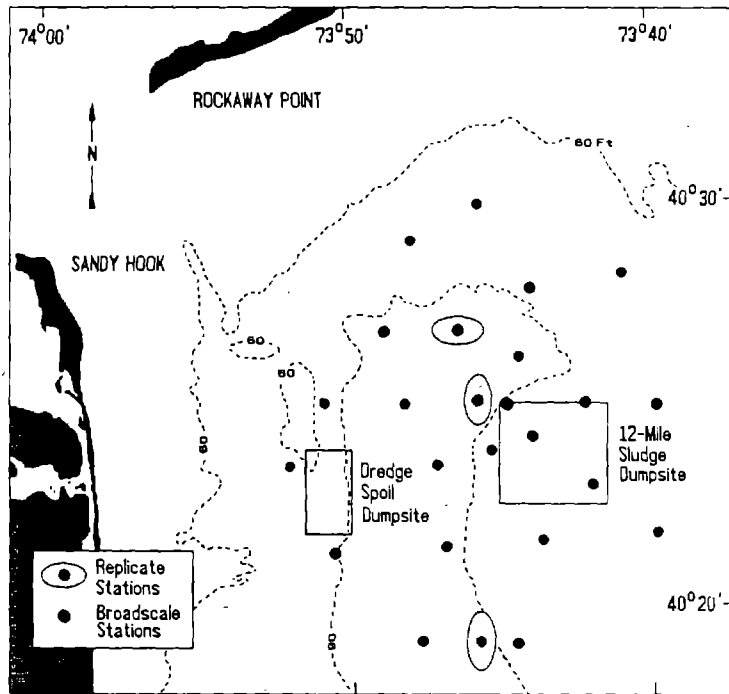 74°00'
73°50'
73°40'
ROCKAWAY POINT
N
60 Ft
40°30'
SANDY HOOK
60
60
60
12-Mile
Sludge
Dumpsite
Dredge
Spoil
Dumpsite
Replicate
Stations
Broadscale
Stations
40°20'
90